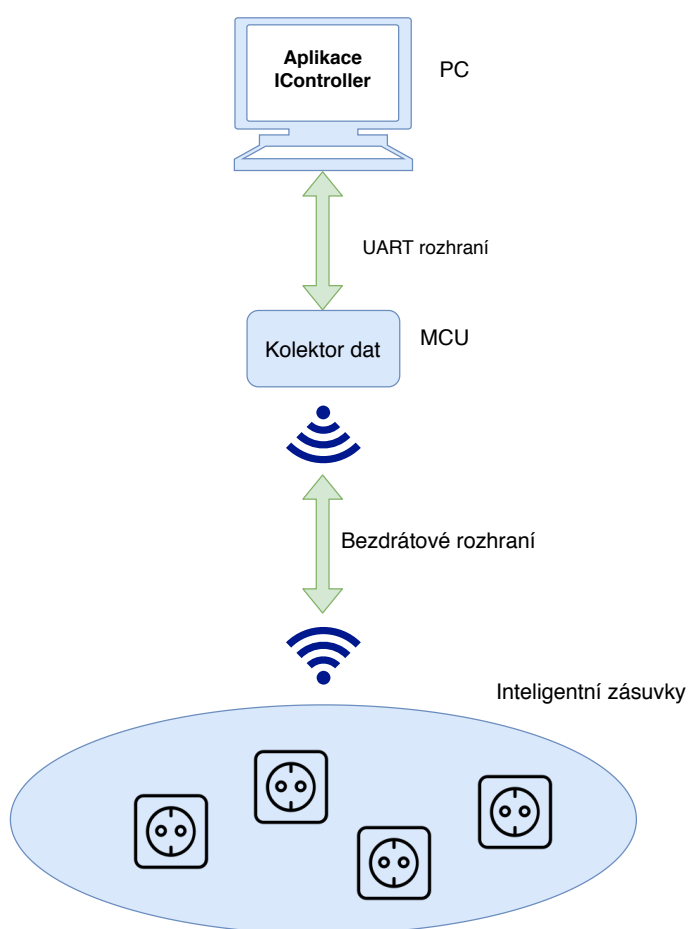 Aplikace
IController
PC
UART rozhraní
Kolektor dat
MCU
Bezdrátové rozhraní
Inteligentní zásuvky